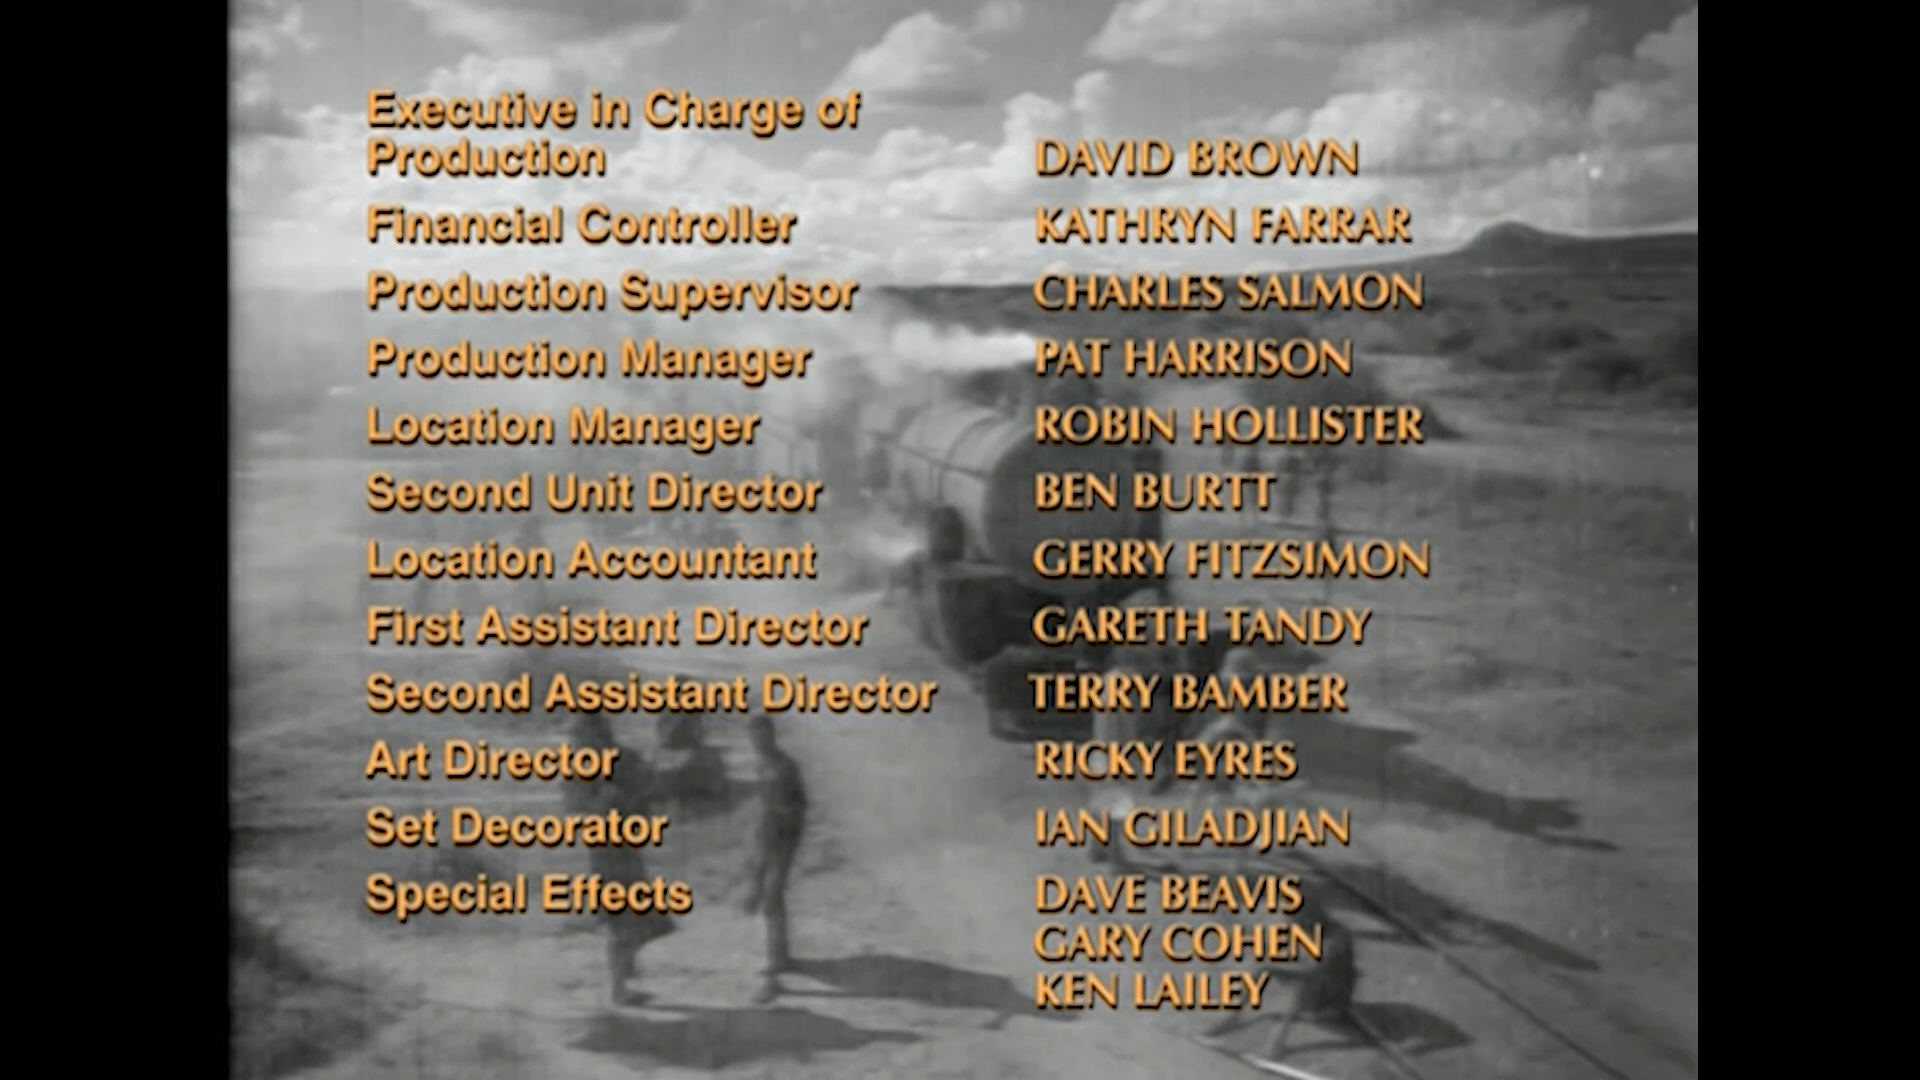 Executive in Charge of
Production DAVID BROWN
Financial Controller KATHRYN FARRAR
Production Supervisor CHARLES SALMON
Production Manager PAT HARRISON
Location Manager ROBIN HOLLISTER
Second Unit Director BEN BURTT
Location Accountant GERRY FITZSIMON
First Assistant Director GARETH TANDY
Second Assistant Director TERRY BAMBER
Art Director RICKY EYRES
Set Decorator IAN GILADJIAN
Special Effects DAVE BEAVIS
GARY COHEN
KEN LAILEY